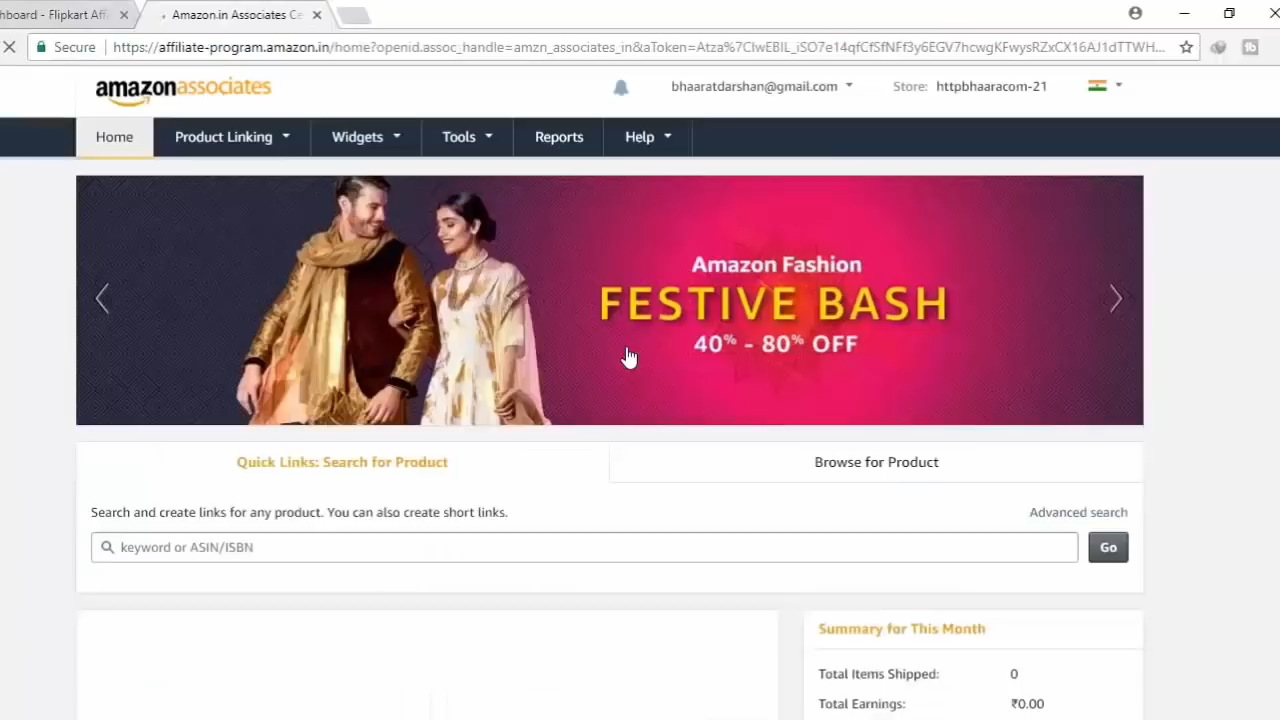 hboard - Flipkart Affi
Amazon.in Associates Ce
Secure
https://affiliate-program.amazon.in/home?openid.assoc_handle=amzn_associates_in&aToken=
amazonassociates
bhaaratdarshan@gmail.com
Store: httpbhaaracom-21
Home
Product Linking
Widgets
Tools
Reports
Help
Amazon Fashion
FESTIVE BASH
40% - 80% OFF
Quick Links: Search for Product
Browse for Product
Search and create links for any product. You can also create short links.
Advanced search
keyword or ASIN/ISBN
Go
Summary for This Month
Total Items Shipped: 0
Total Earnings: ₹0.00